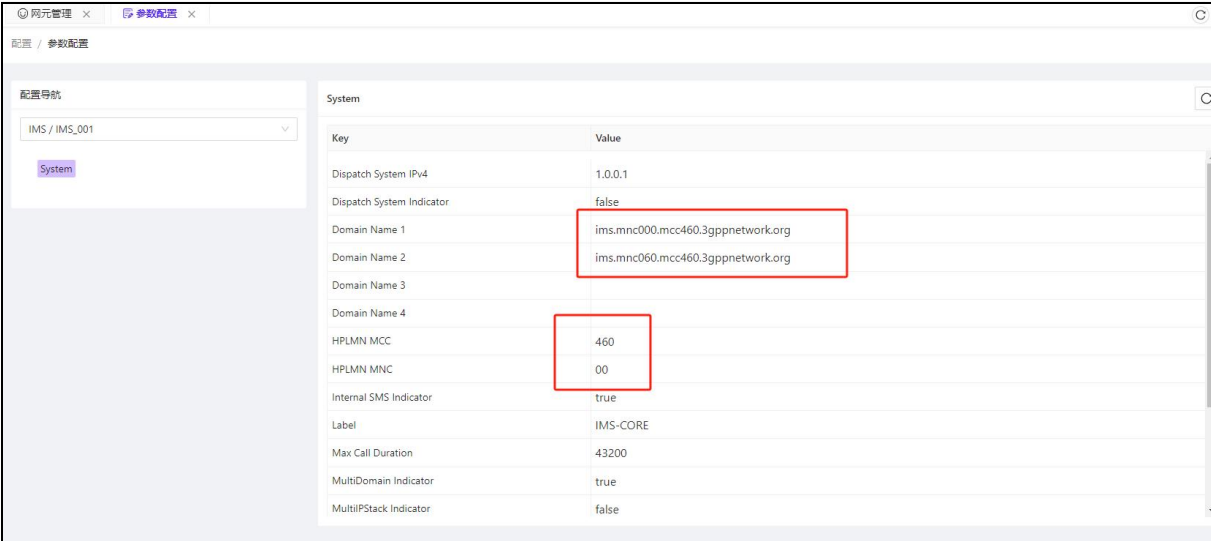 网元管理 × 参数配置 ×
配置 / 参数配置
配置导航
IMS / IMS_001
System
System
Key Value
Dispatch System IPv4 1.0.0.1
Dispatch System Indicator false
Domain Name 1 ims.mnc000.mcc460.3gppnetwork.org
Domain Name 2 ims.mnc060.mcc460.3gppnetwork.org
Domain Name 3
Domain Name 4
HPLMN MCC 460
HPLMN MNC 00
Internal SMS Indicator true
Label IMS-CORE
Max Call Duration 43200
MultiDomain Indicator true
MultiIPStack Indicator false